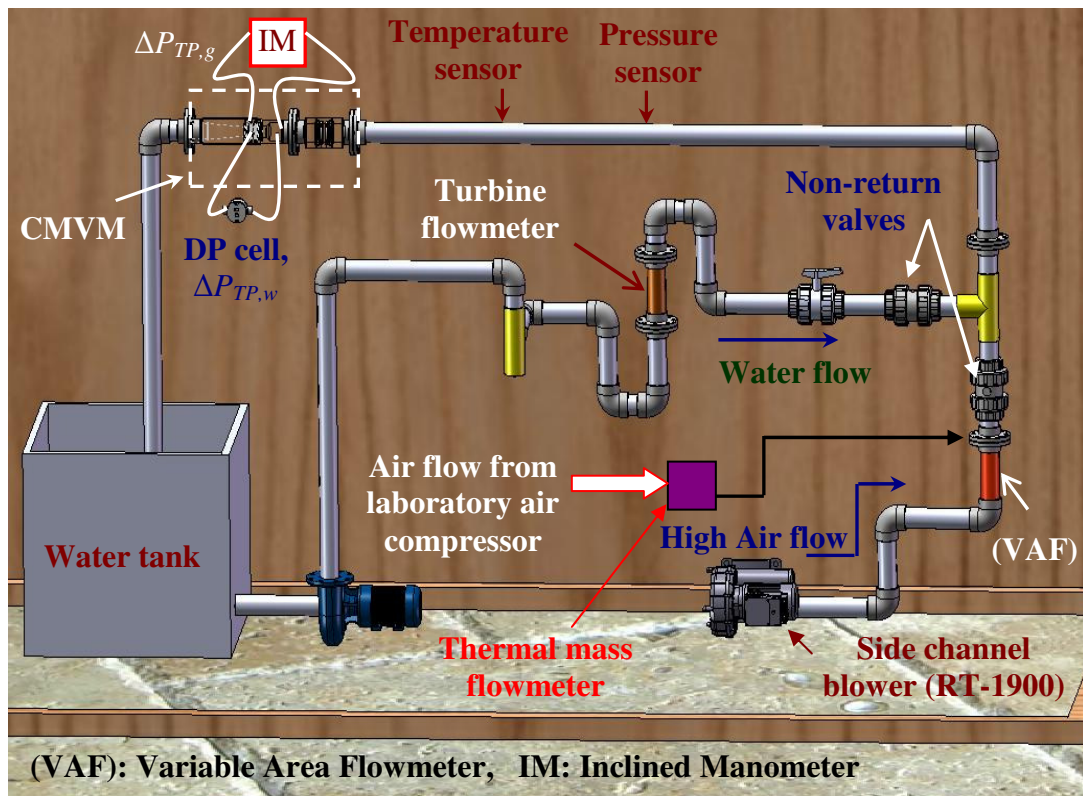 ΔP_TP,g
IM
Temperature
sensor
Pressure
sensor
CMVM
DP cell,
ΔP_TP,w
Turbine
flowmeter
Non-return
valves
Water flow
Air flow from
laboratory air
compressor
High Air flow
(VAF)
Water tank
Thermal mass
flowmeter
Side channel
blower (RT-1900)
(VAF): Variable Area Flowmeter, IM: Inclined Manometer